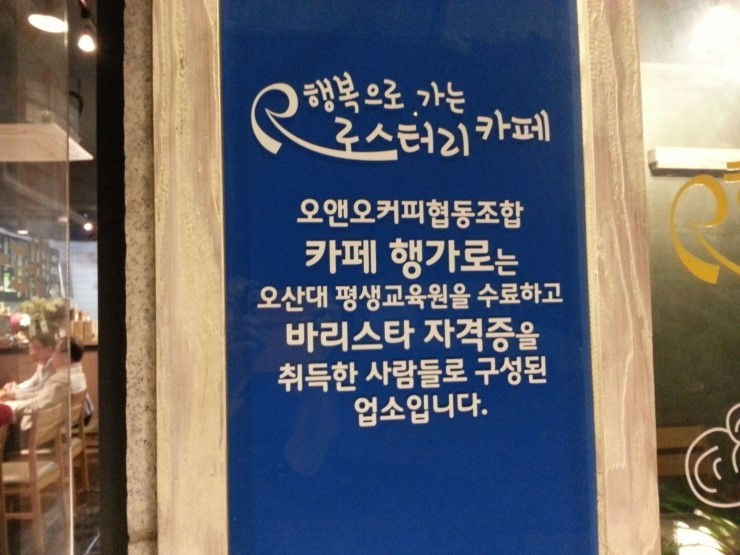 행복으로 가는
로스터리 카페
오앤오커피협동조합
카페 행가로는
오산대 평생교육원을 수료하고
바리스타 자격증을
취득한 사람들로 구성된
업소입니다.